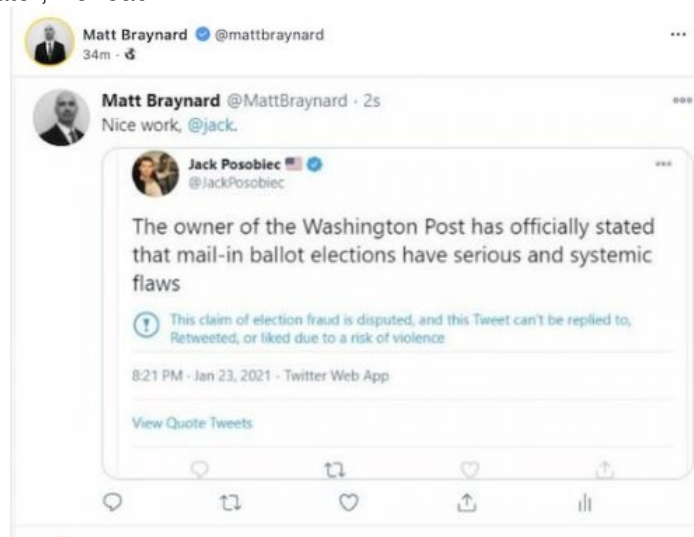 Matt Braynard @mattbraynard
34m ·
Matt Braynard @MattBraynard · 2s
Nice work, @jack.
Jack Posobiec
@JackPosobiec
The owner of the Washington Post has officially stated
that mail-in ballot elections have serious and systemic
flaws
This claim of election fraud is disputed, and this Tweet can't be replied to,
Retweeted, or liked due to a risk of violence
8:21 PM · Jan 23, 2021 · Twitter Web App
View Quote Tweets